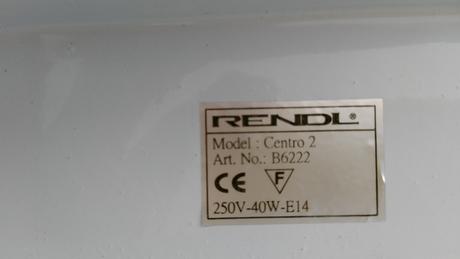 RENDL®
Model : Centro 2
Art. No.: B6222
CE F
250V-40W-E14